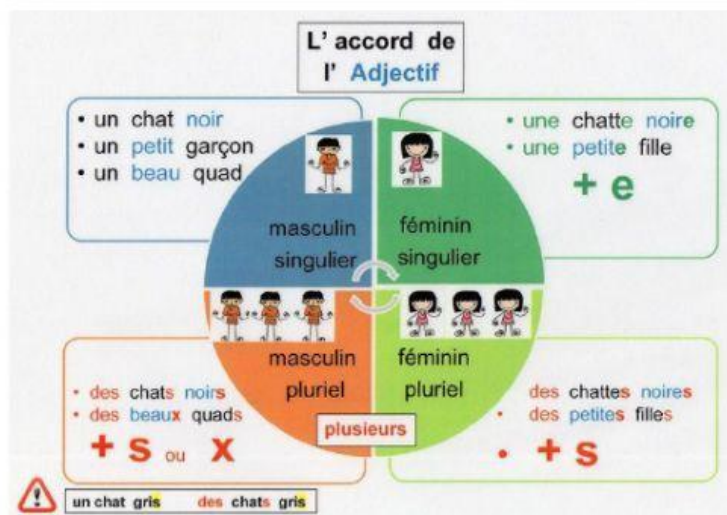 L' accord de
l' Adjectif
• un chat noir
• un petit garçon
• un beau quad
• une chatte noire
• une petite fille
+ e
masculin
singulier
féminin
singulier
masculin
pluriel
féminin
pluriel
plusieurs
• des chats noirs
• des beaux quads
+ s ou x
des chattes noires
• des petites filles
• + s
un chat gris des chats gris